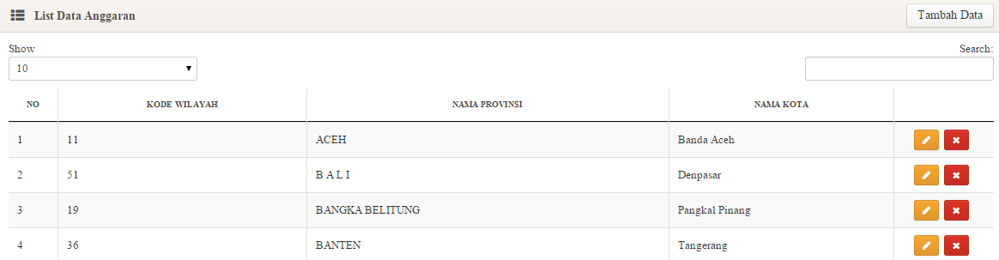 List Data Anggaran Tambah Data
Show Search:
10
NO KODE WILAYAH NAMA PROVINSI NAMA KOTA
1 11 ACEH Banda Aceh
2 51 B A L I Denpasar
3 19 BANGKA BELITUNG Pangkal Pinang
4 36 BANTEN Tangerang